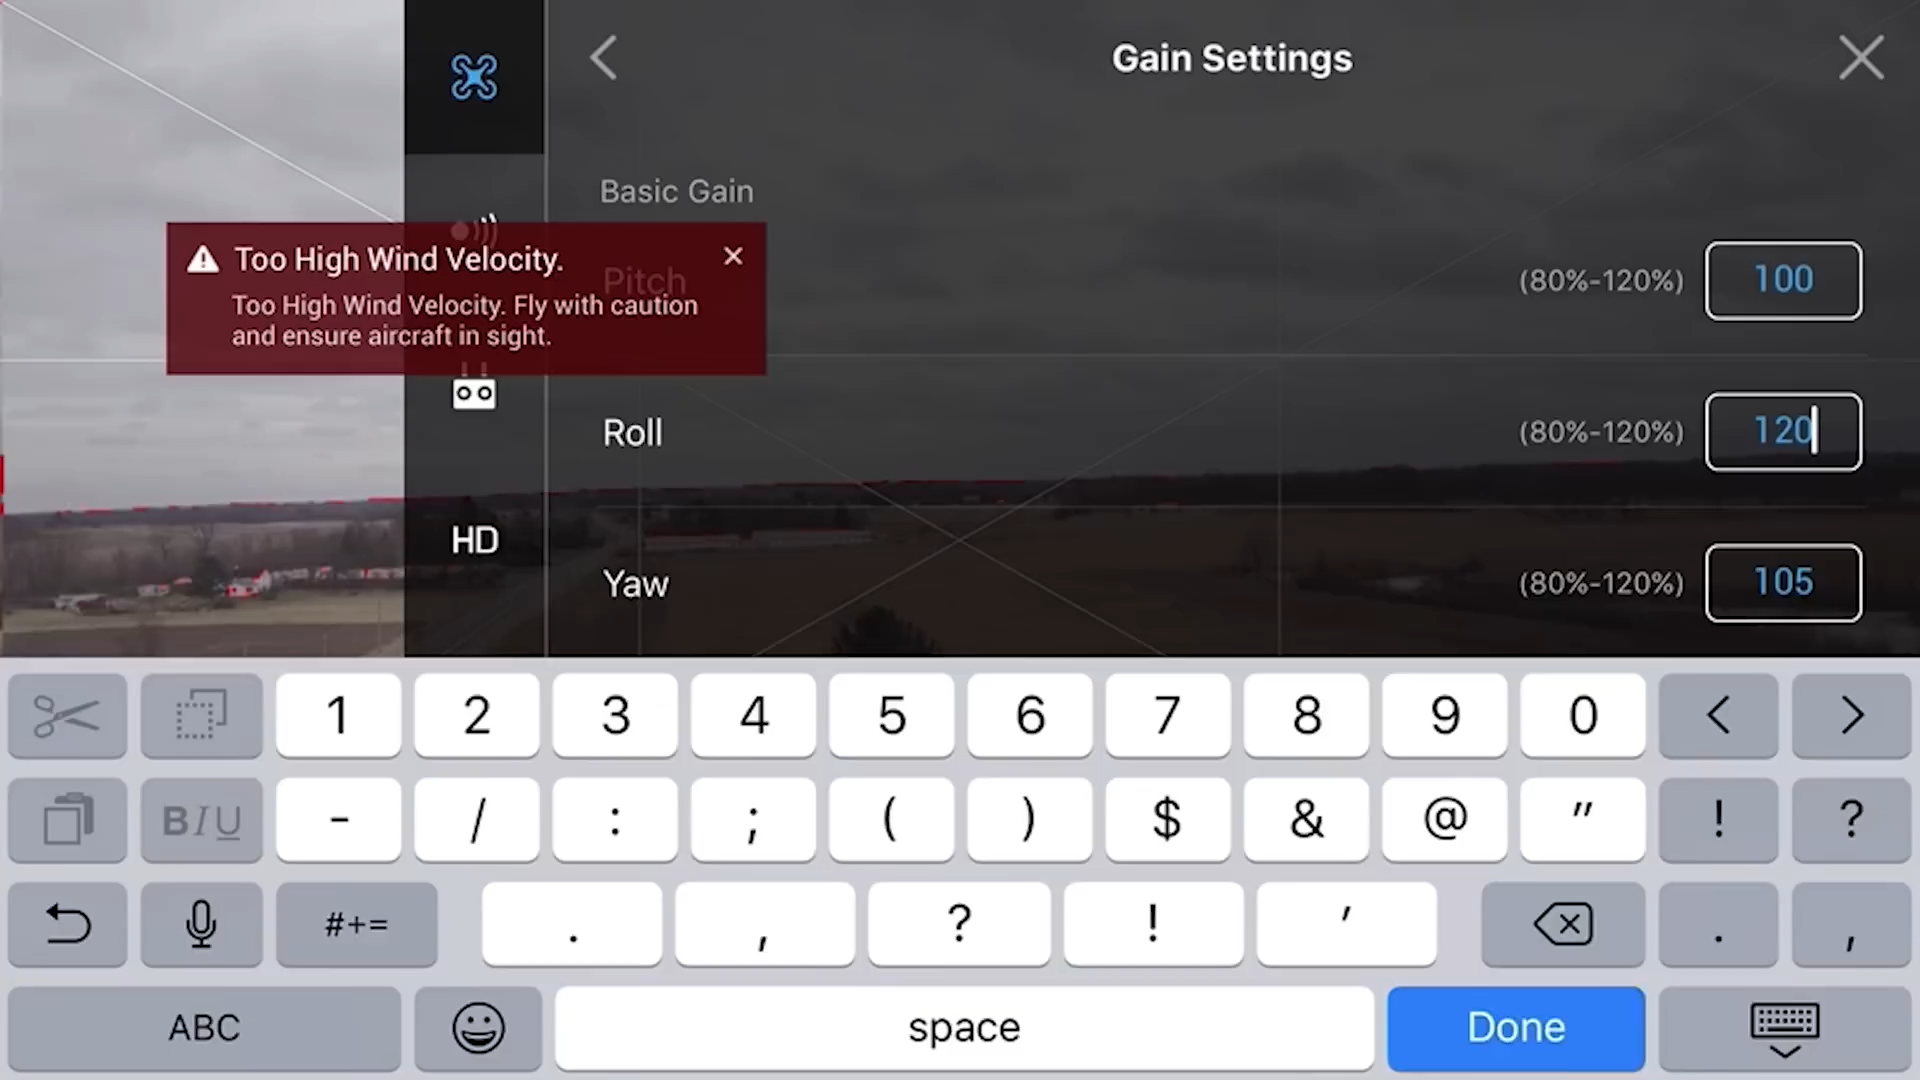 Gain Settings
Basic Gain
Too High Wind Velocity.
Too High Wind Velocity. Fly with caution
and ensure aircraft in sight.
Pitch (80%-120%) 100
Roll (80%-120%) 120
HD
Yaw (80%-120%) 105
1 2 3 4 5 6 7 8 9 0 < >
BIU - / : ; ( ) $ & @ " ! ?
#+= . , ? ! ' . ,
ABC space Done